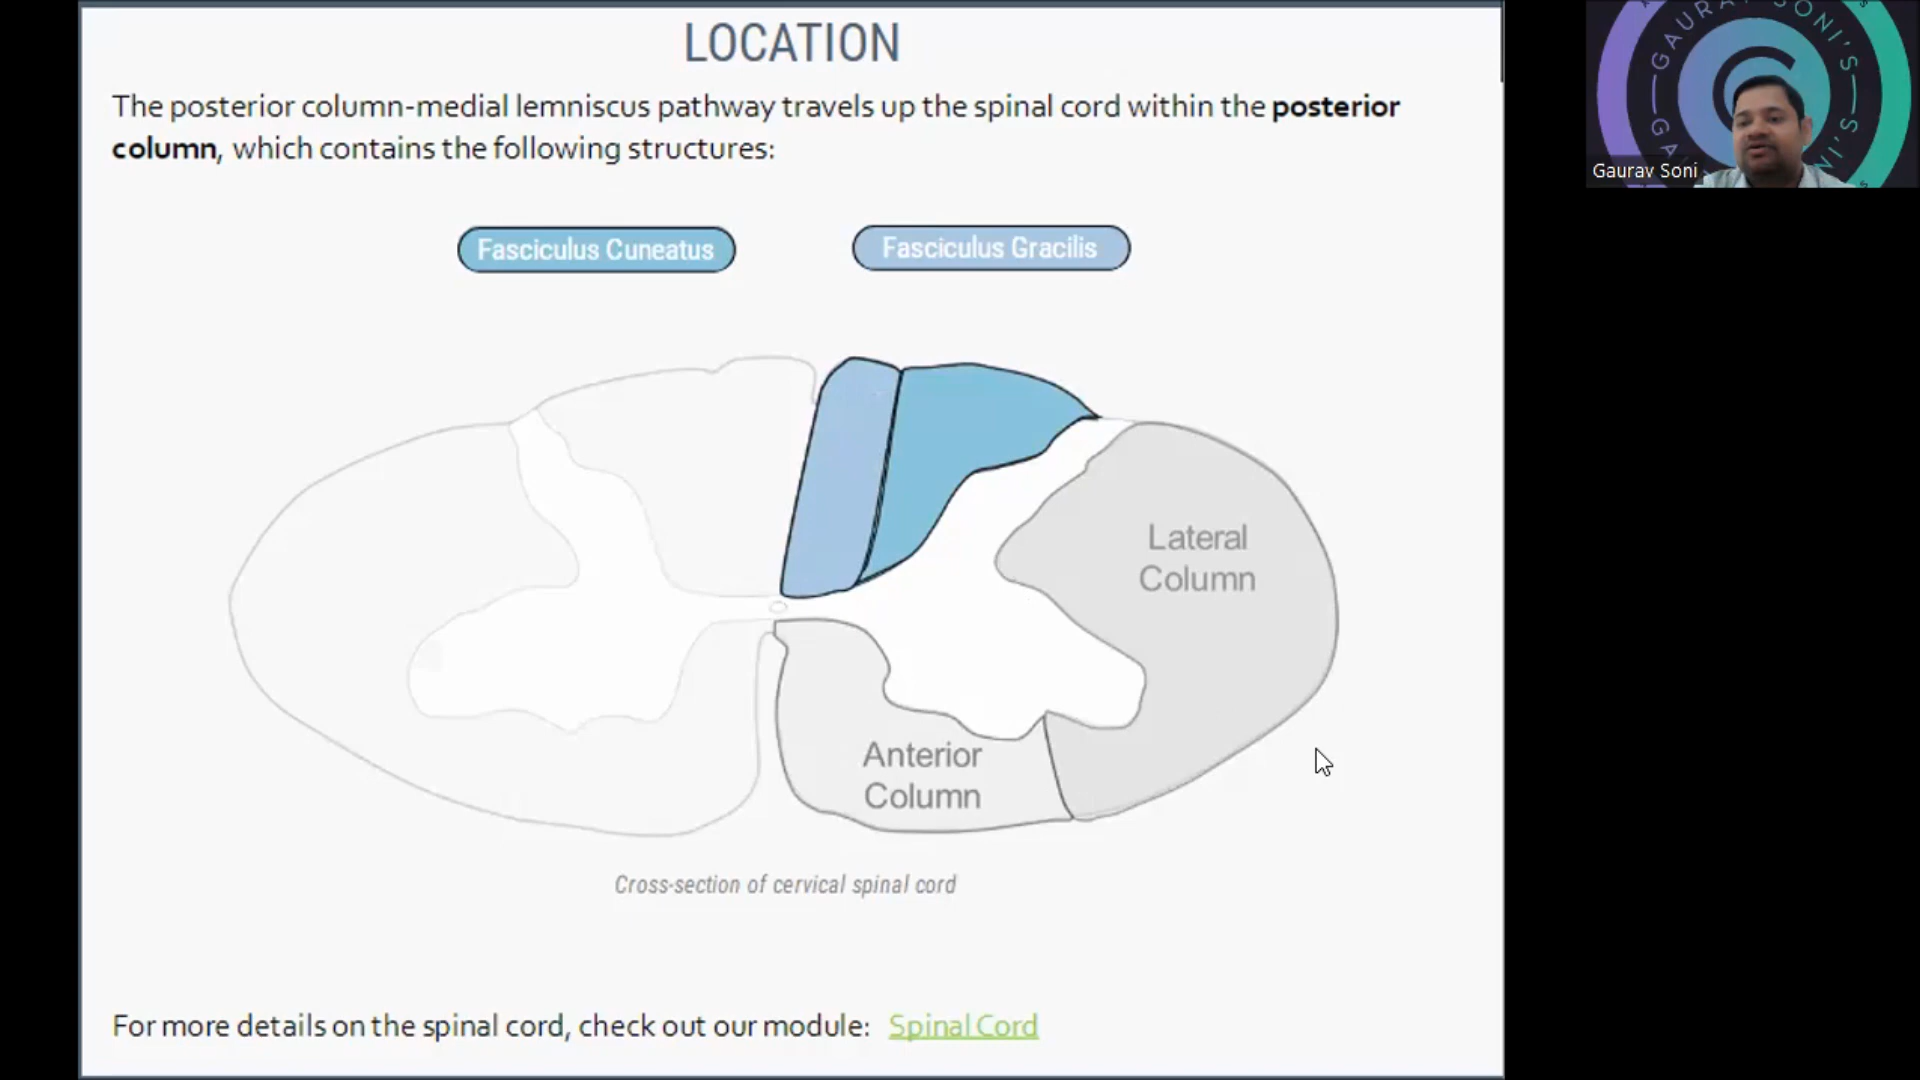 LOCATION
The posterior column-medial lemniscus pathway travels up the spinal cord within the posterior
column, which contains the following structures:
Fasciculus Cuneatus
Fasciculus Gracilis
Lateral
Column
Anterior
Column
Cross-section of cervical spinal cord
For more details on the spinal cord, check out our module: Spinal Cord
GAURAV SONI'S
Gaurav Soni